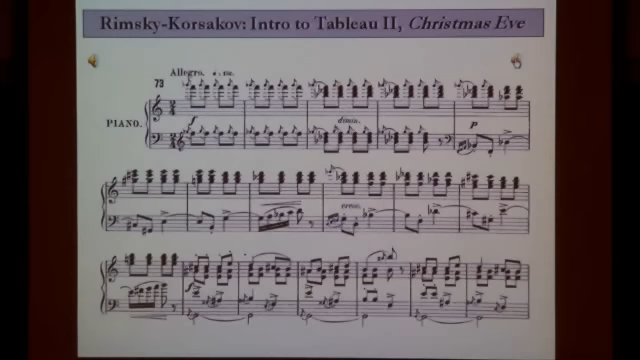 Rimsky-Korsakov: Intro to Tableau II, Christmas Eve
Allegro.
73
PIANO.
f
dimin.
p
cresc.
f